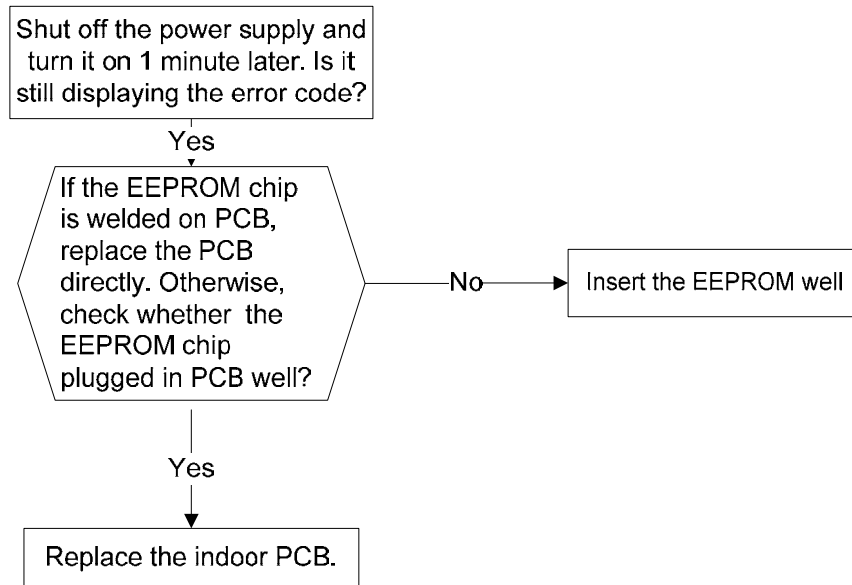 Shut off the power supply and
turn it on 1 minute later. Is it
still displaying the error code?
Yes
If the EEPROM chip
is welded on PCB,
replace the PCB
directly. Otherwise,
check whether the
EEPROM chip
plugged in PCB well?
No
Insert the EEPROM well
Yes
Replace the indoor PCB.